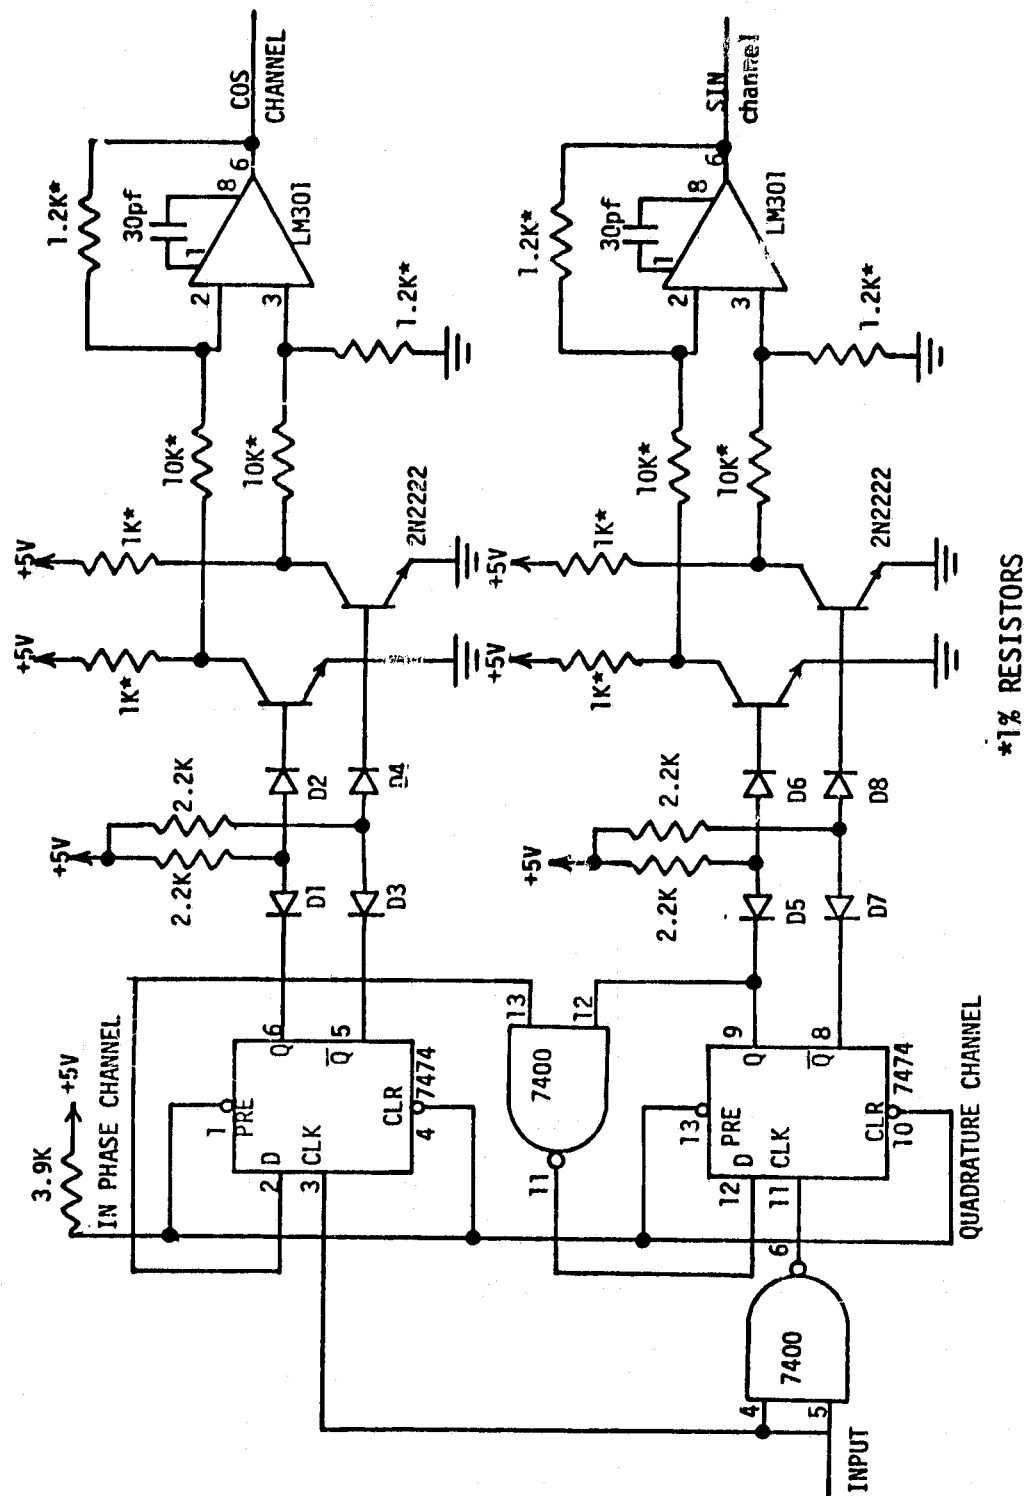 COS
CHANNEL
1.2K*
30pf
1
8
6
2
3
LM301
1.2K*
10K*
10K*
+5V
1K*
+5V
1K*
2N2222
+5V
2.2K
2.2K
D2
D4
D1
D3
3.9K
+5V
IN PHASE CHANNEL
1
PRE
Q 6
Q 5
2 D
3 CLK
CLR
4
7474
SIN
channel
1.2K*
30pf
1
8
6
2
3
LM301
1.2K*
10K*
10K*
+5V
1K*
+5V
1K*
2N2222
+5V
2.2K
2.2K
D6
D8
D5
D7
13
12
7400
11
13
PRE
Q 9
Q 8
12 D
11 CLK
CLR
10
7474
QUADRATURE CHANNEL
6
7400
4
5
INPUT
*1% RESISTORS